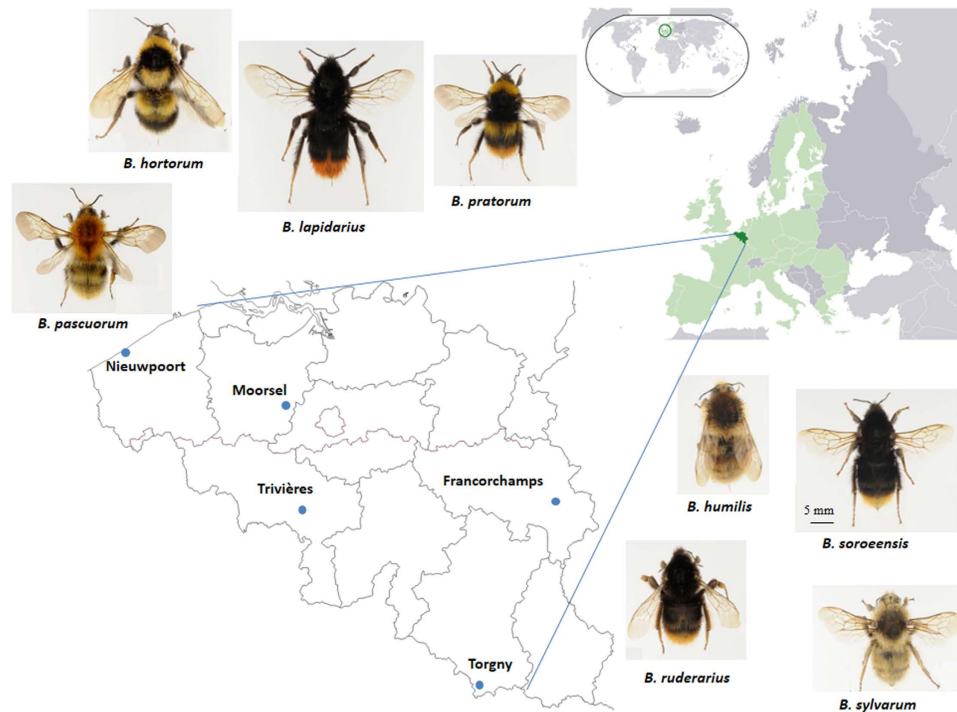 B. hortorum
B. lapidarius
B. pratorum
B. pascuorum
Nieuwpoort
Moorsel
Trivières
Francorchamps
Torgny
B. humilis
5 mm
B. soroeensis
B. ruderarius
B. sylvarum